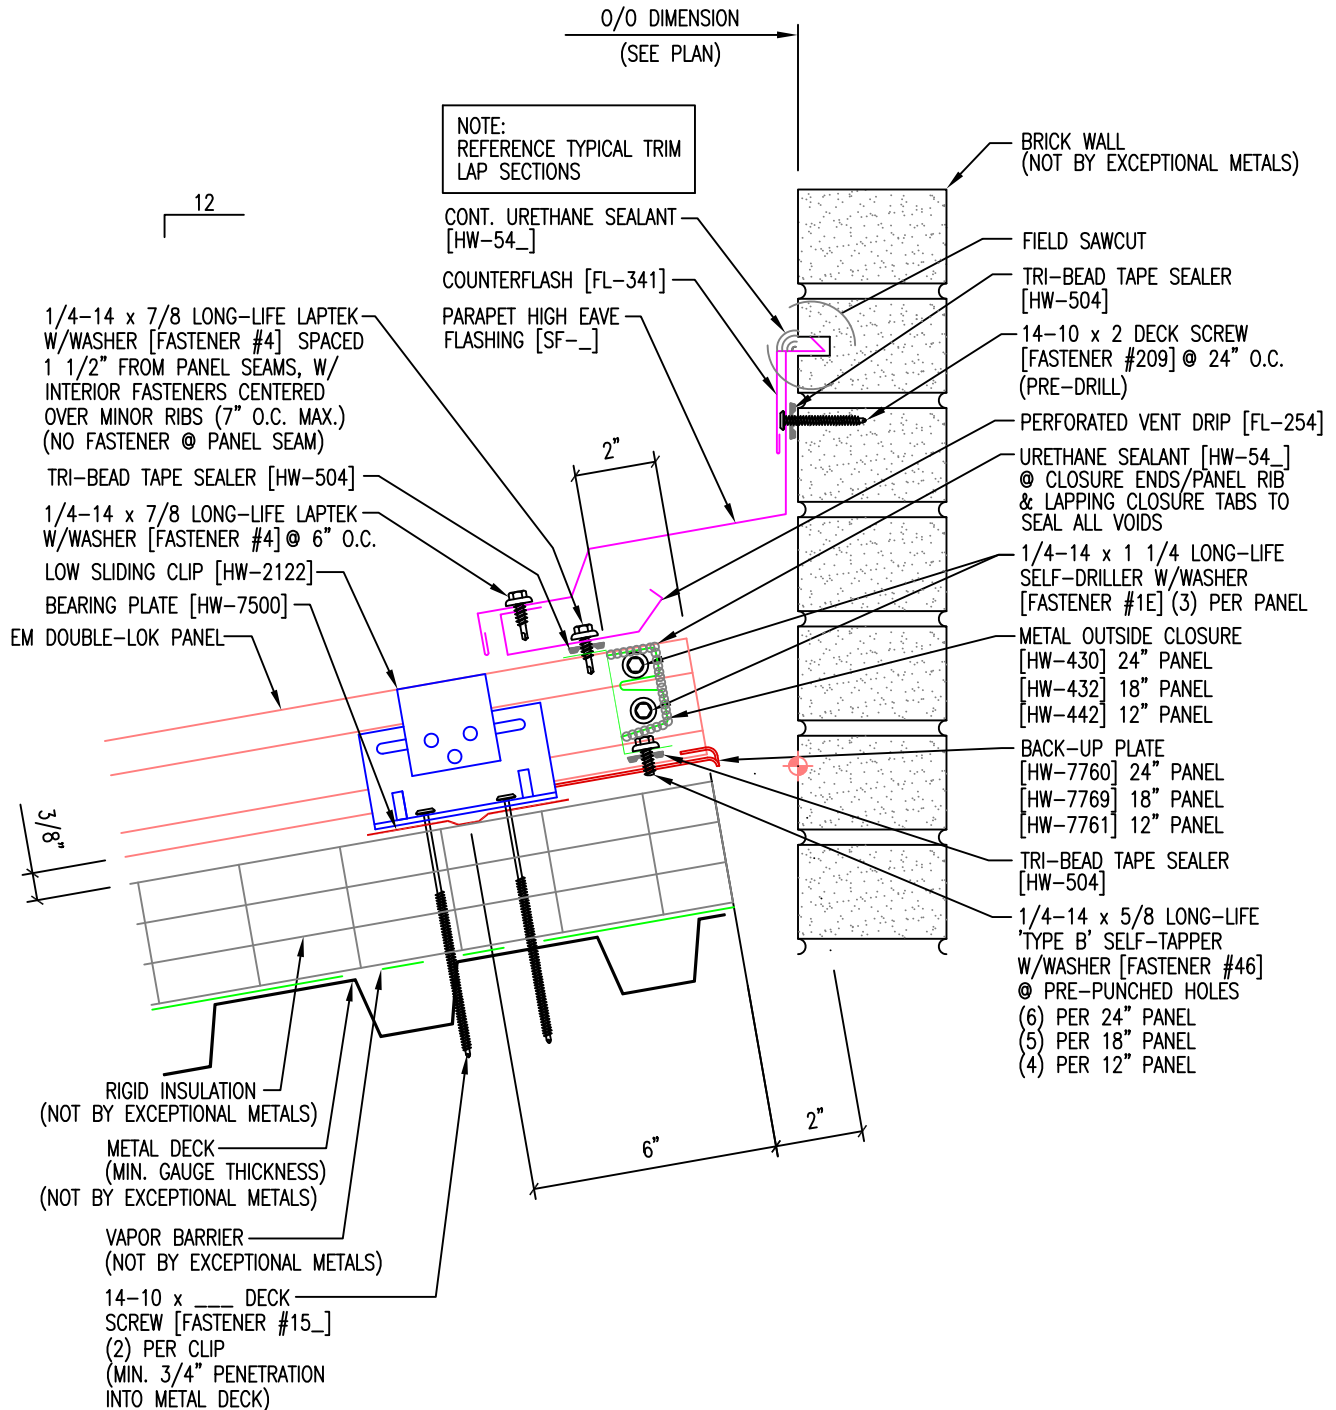 O/O DIMENSION
(SEE PLAN)
NOTE:
REFERENCE TYPICAL TRIM
LAP SECTIONS
12
CONT. URETHANE SEALANT
[HW-54_]
COUNTERFLASH [FL-341]
PARAPET HIGH EAVE
FLASHING [SF-_]
1/4-14 x 7/8 LONG-LIFE LAPTEK
W/WASHER [FASTENER #4] SPACED
1 1/2" FROM PANEL SEAMS, W/
INTERIOR FASTENERS CENTERED
OVER MINOR RIBS (7" O.C. MAX.)
(NO FASTENER @ PANEL SEAM)
TRI-BEAD TAPE SEALER [HW-504]
1/4-14 x 7/8 LONG-LIFE LAPTEK
W/WASHER [FASTENER #4] @ 6" O.C.
LOW SLIDING CLIP [HW-2122]
BEARING PLATE [HW-7500]
EM DOUBLE-LOK PANEL
2"
3/8"
BRICK WALL
(NOT BY EXCEPTIONAL METALS)
FIELD SAWCUT
TRI-BEAD TAPE SEALER
[HW-504]
14-10 x 2 DECK SCREW
[FASTENER #209] @ 24" O.C.
(PRE-DRILL)
PERFORATED VENT DRIP [FL-254]
URETHANE SEALANT [HW-54_]
@ CLOSURE ENDS/PANEL RIB
& LAPPING CLOSURE TABS TO
SEAL ALL VOIDS
1/4-14 x 1 1/4 LONG-LIFE
SELF-DRILLER W/WASHER
[FASTENER #1E] (3) PER PANEL
METAL OUTSIDE CLOSURE
[HW-430] 24" PANEL
[HW-432] 18" PANEL
[HW-442] 12" PANEL
BACK-UP PLATE
[HW-7760] 24" PANEL
[HW-7769] 18" PANEL
[HW-7761] 12" PANEL
TRI-BEAD TAPE SEALER
[HW-504]
1/4-14 x 5/8 LONG-LIFE
'TYPE B' SELF-TAPPER
W/WASHER [FASTENER #46]
@ PRE-PUNCHED HOLES
(6) PER 24" PANEL
(5) PER 18" PANEL
(4) PER 12" PANEL
RIGID INSULATION
(NOT BY EXCEPTIONAL METALS)
METAL DECK
(MIN. GAUGE THICKNESS)
(NOT BY EXCEPTIONAL METALS)
VAPOR BARRIER
(NOT BY EXCEPTIONAL METALS)
14-10 x ___ DECK
SCREW [FASTENER #15_]
(2) PER CLIP
(MIN. 3/4" PENETRATION
INTO METAL DECK)
6"
2"